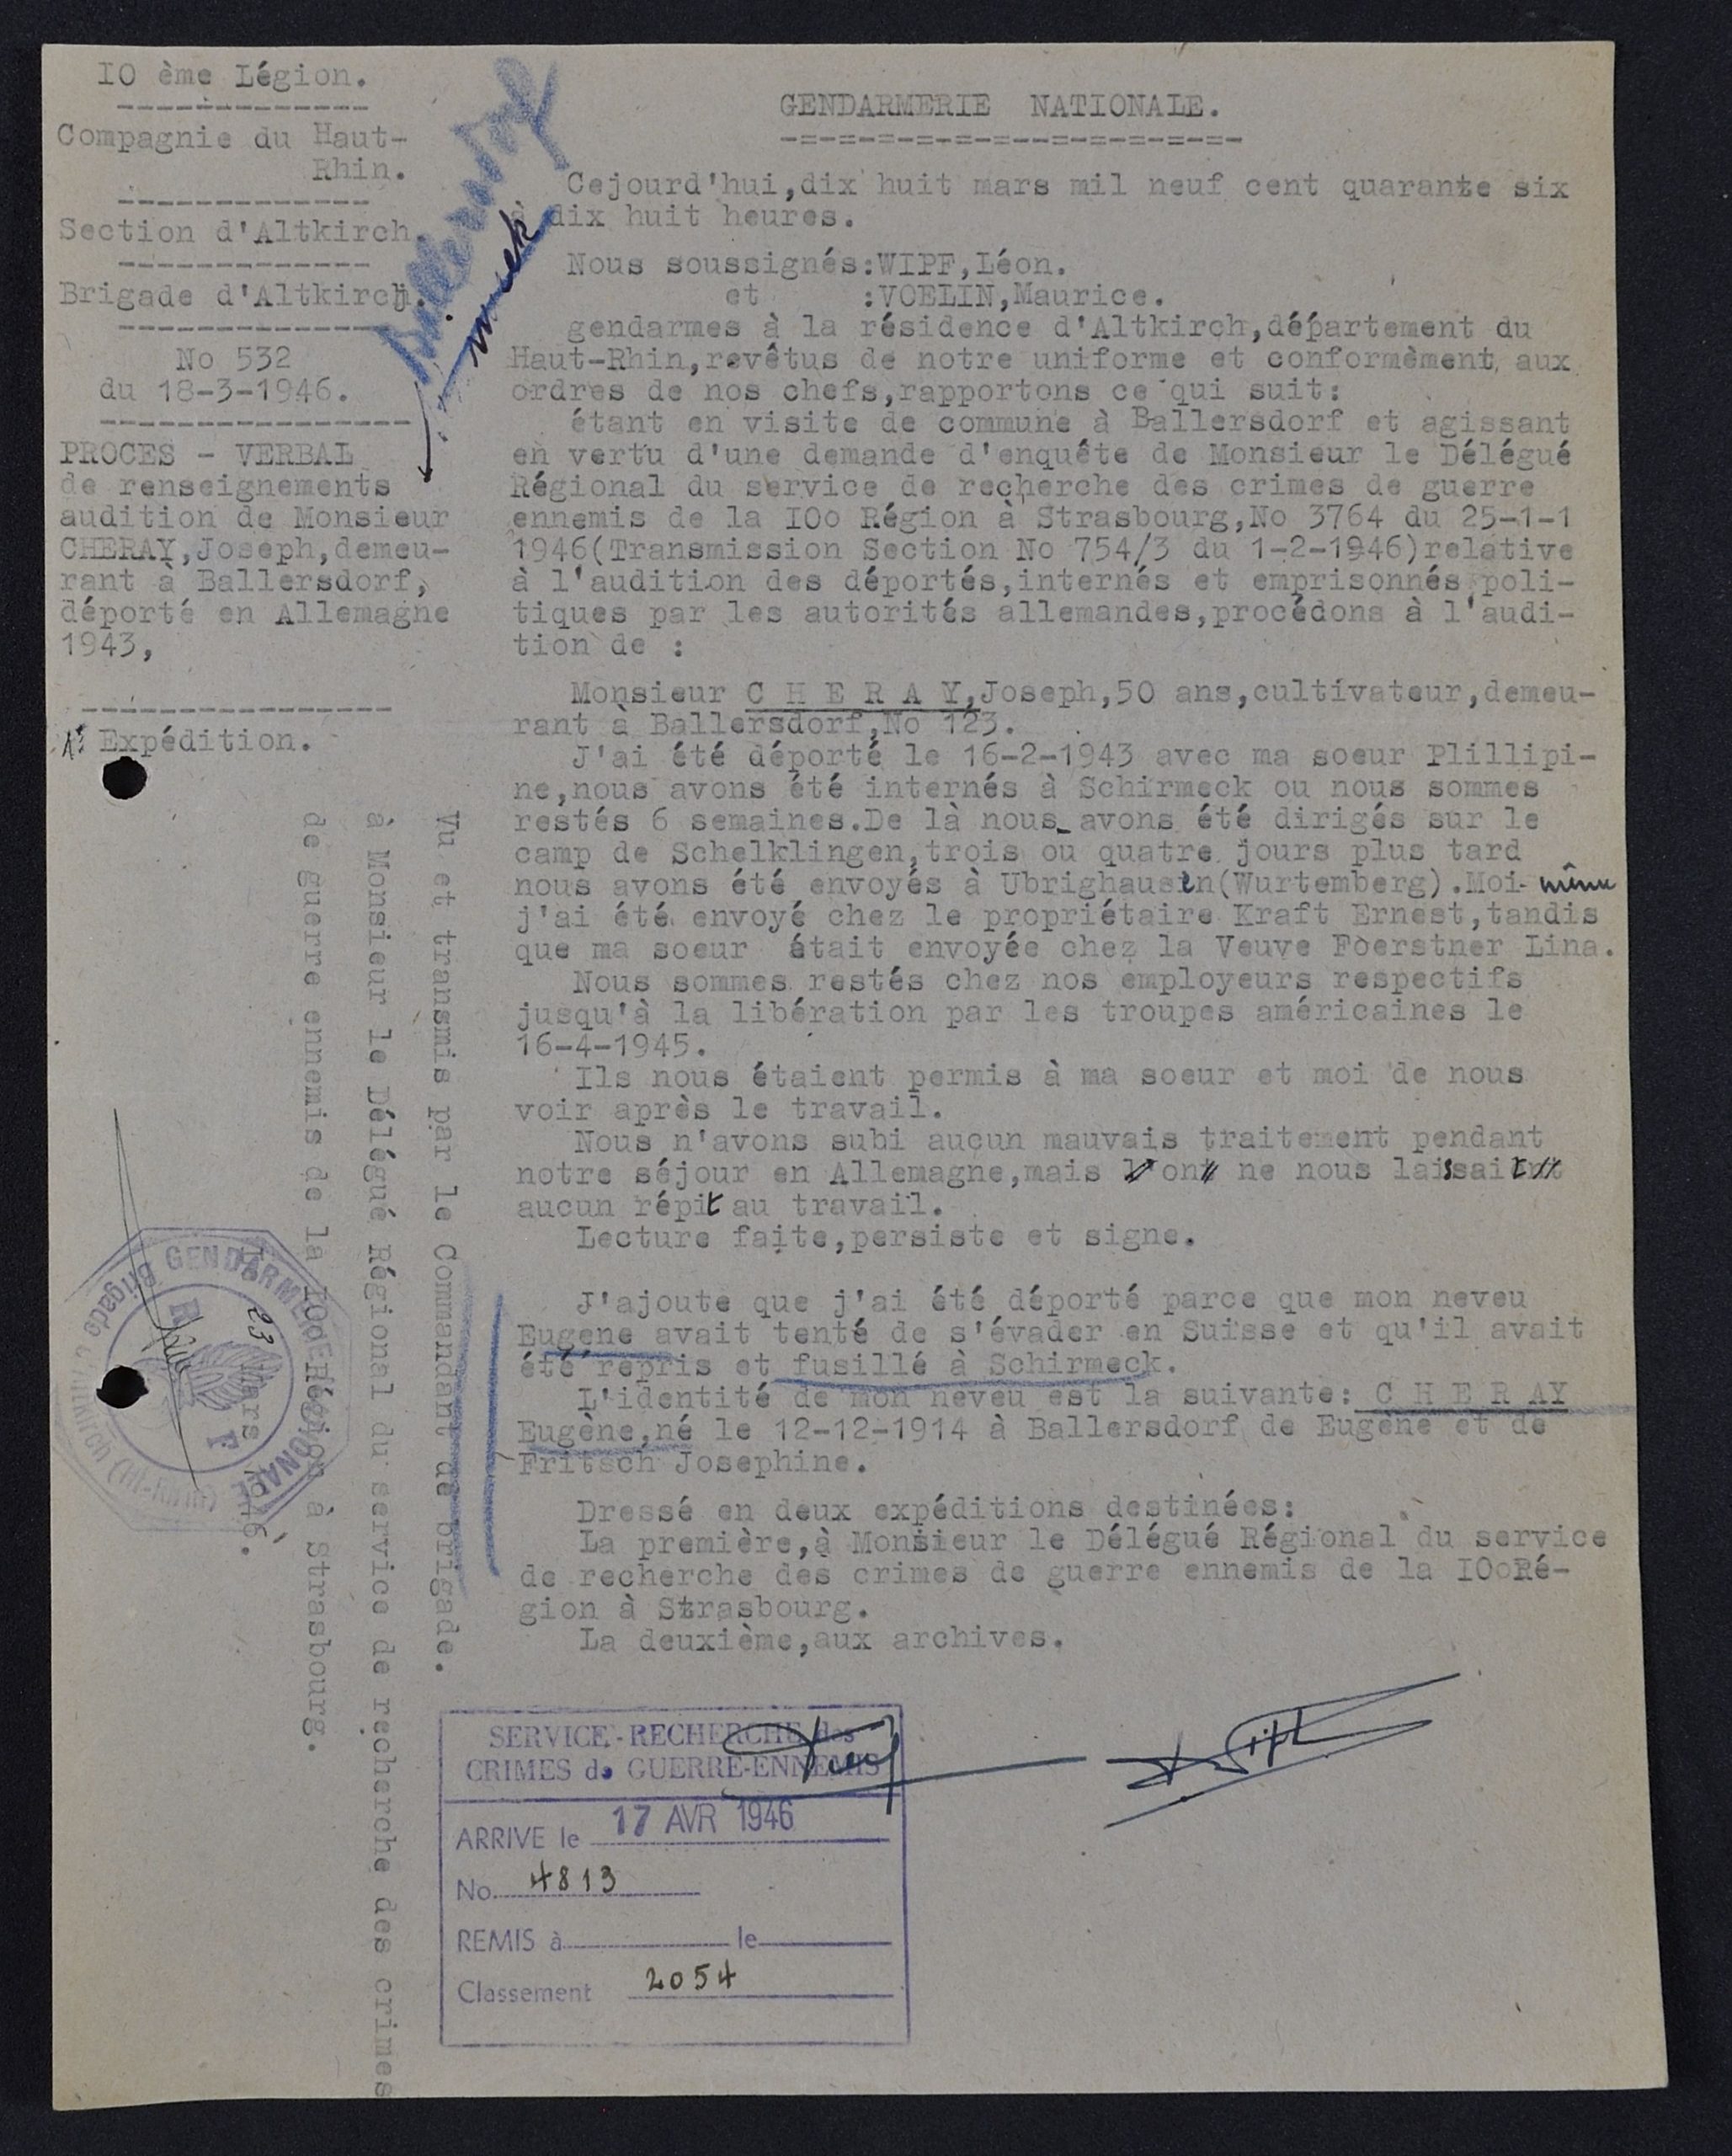 10 ème Légion.
Compagnie du Haut-
Rhin.
Section d'Altkirch.
Brigade d'Altkirch.
No 532
du 18-3-1946.
PROCES - VERBAL
de renseignements
audition de Monsieur
CHERAY,Joseph,demeu-
rant à Ballersdorf,
déporté en Allemagne
1943,
1è Expédition.
Ballersdorf
GENDARMERIE NATIONALE.
Cejourd'hui,dix huit mars mil neuf cent quarante six
à dix huit heures.
Nous soussignés:WIPF,Léon.
et :VOELIN,Maurice.
gendarmes à la résidence d'Altkirch,département du
Haut-Rhin,revêtus de notre uniforme et conformèment aux
ordres de nos chefs,rapportons ce qui suit:
étant en visite de commune à Ballersdorf et agissant
en vertu d'une demande d'enquête de Monsieur le Délégué
Régional du service de recherche des crimes de guerre
ennemis de la 10o Région à Strasbourg,No 3764 du 25-1-1
1946(Transmission Section No 754/3 du 1-2-1946)relative
à l'audition des déportés,internés et emprisonnés poli-
tiques par les autorités allemandes,procédons à l'audi-
tion de :
Monsieur C H E R A Y,Joseph,50 ans,cultivateur,demeu-
rant à Ballersdorf,No 123.
J'ai été déporté le 16-2-1943 avec ma soeur Plillipi-
ne,nous avons été internés à Schirmeck ou nous sommes
restés 6 semaines.De là nous avons été dirigés sur le
camp de Schelklingen,trois ou quatre jours plus tard
nous avons été envoyés à Ubrighausen(Wurtemberg).Moi-même
j'ai été envoyé chez le propriétaire Kraft Ernest,tandis
que ma soeur était envoyée chez la Veuve Foerstner Lina.
Nous sommes restés chez nos employeurs respectifs
jusqu'à la libération par les troupes américaines le
16-4-1945.
Ils nous étaient permis à ma soeur et moi de nous
voir après le travail.
Nous n'avons subi aucun mauvais traitement pendant
notre séjour en Allemagne,mais on ne nous laissait
aucun répit au travail.
Lecture faite,persiste et signe.
J'ajoute que j'ai été déporté parce que mon neveu
Eugene avait tenté de s'évader en Suisse et qu'il avait
été repris et fusillé à Schirmeck.
L'identité de mon neveu est la suivante: C H E R AY
Eugène,né le 12-12-1914 à Ballersdorf de Eugène et de
Fritsch Josephine.
Dressé en deux expéditions destinées:
La première,à Monsieur le Délégué Régional du service
de recherche des crimes de guerre ennemis de la 10oRé-
gion à Strasbourg.
La deuxième,aux archives.
Vu et transmis par le Commandant de brigade.
à Monsieur le Délégué Régional du service de recherche des crimes
de guerre ennemis de la 10o Région à Strasbourg.
23 mars 1946.
GENDARMERIE NATIONALE
Brigade d'Altkirch (Ht-Rhin)
R F
SERVICE-RECHERCHE des
CRIMES de GUERRE-ENNEMIS
ARRIVE le 17 AVR 1946
No 4813
REMIS à le
Classement 2054